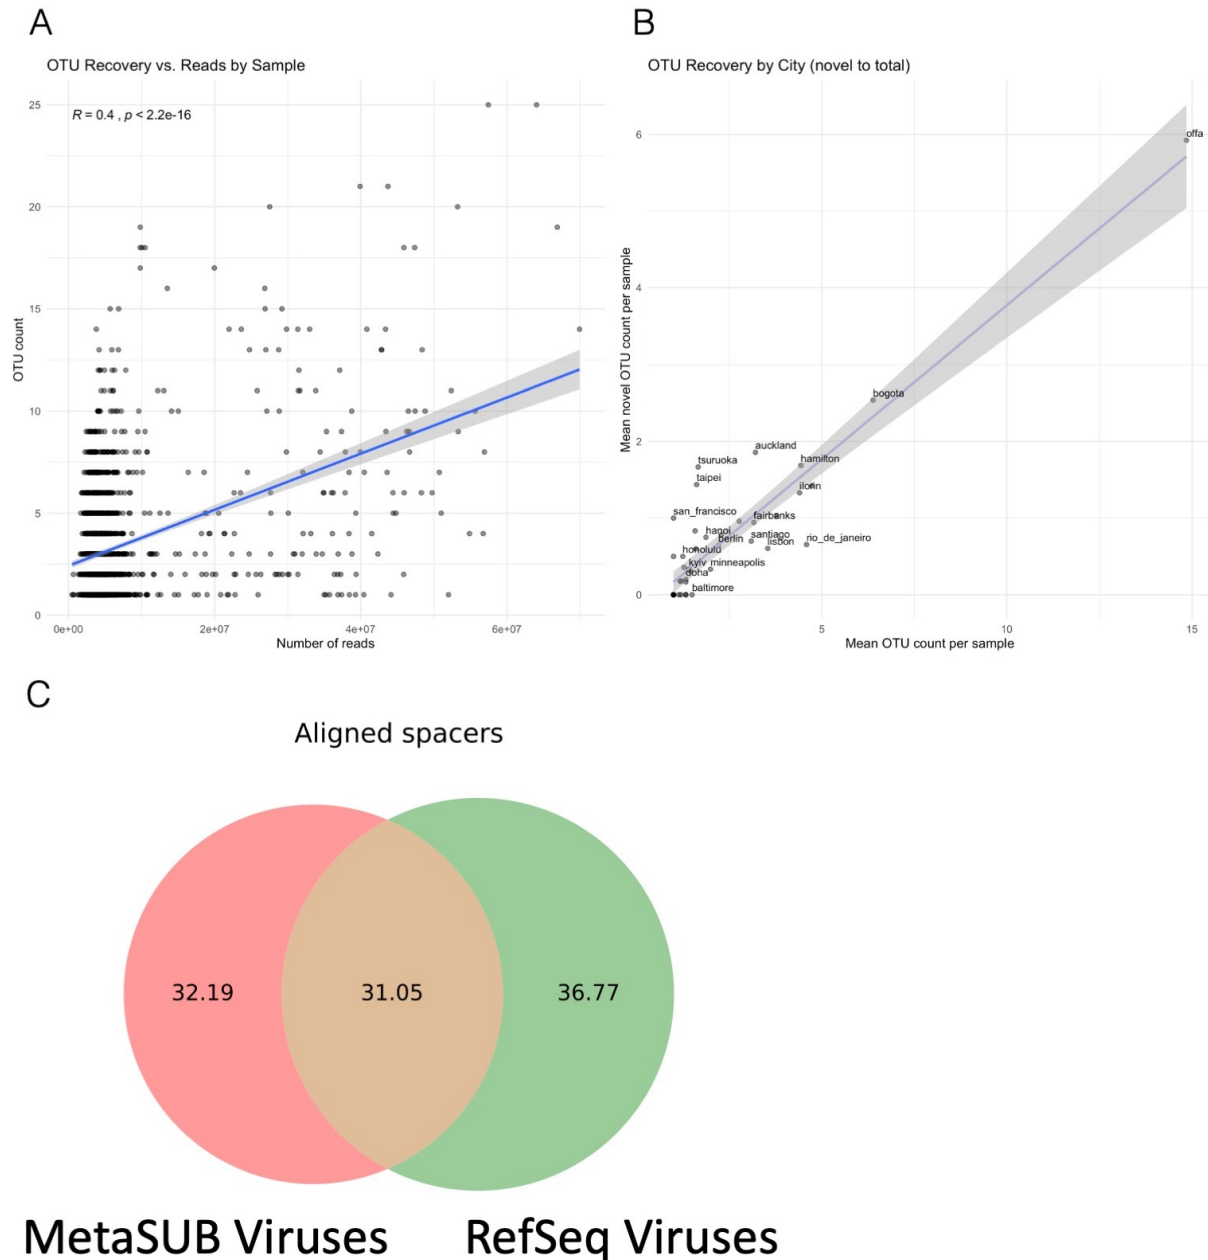 A
OTU Recovery vs. Reads by Sample
R = 0.4 , p < 2.2e-16
25
20
15
10
5
0
OTU count
0e+00 2e+07 4e+07 6e+07
Number of reads
B
OTU Recovery by City (novel to total)
6
4
2
0
Mean novel OTU count per sample
offa
bogota
auckland
tsuruoka
hamilton
taipei
ilorin
san_francisco
fairbanks
hanoi
berlin
santiago
lisbon
rio_de_janeiro
honolulu
kyiv
minneapolis
doha
baltimore
5 10 15
Mean OTU count per sample
C
Aligned spacers
32.19 31.05 36.77
MetaSUB Viruses RefSeq Viruses